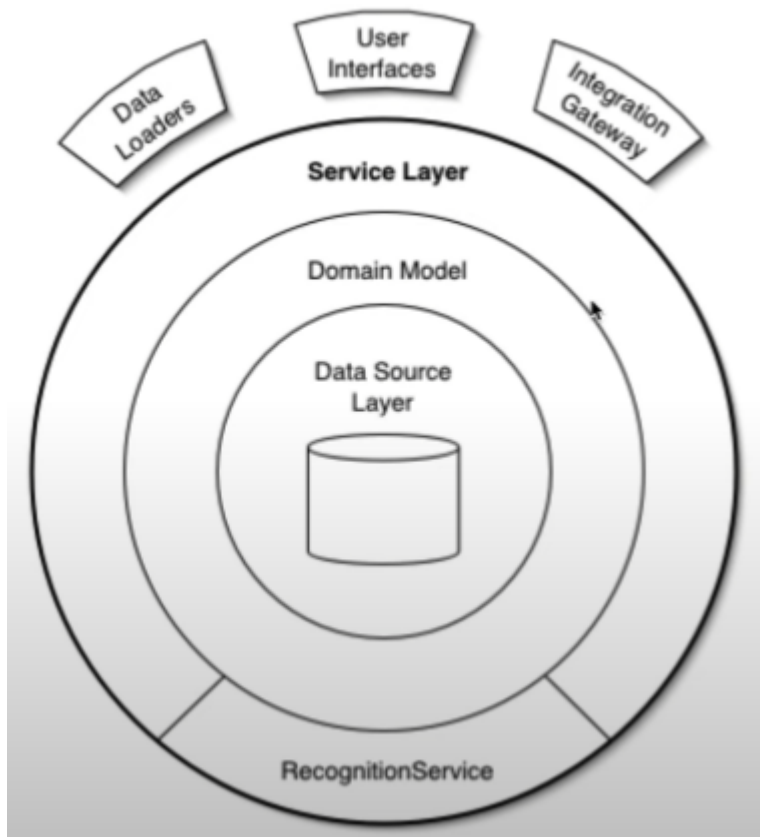 User
Interfaces
Data
Loaders
Integration
Gateway
Service Layer
Domain Model
Data Source
Layer
RecognitionService